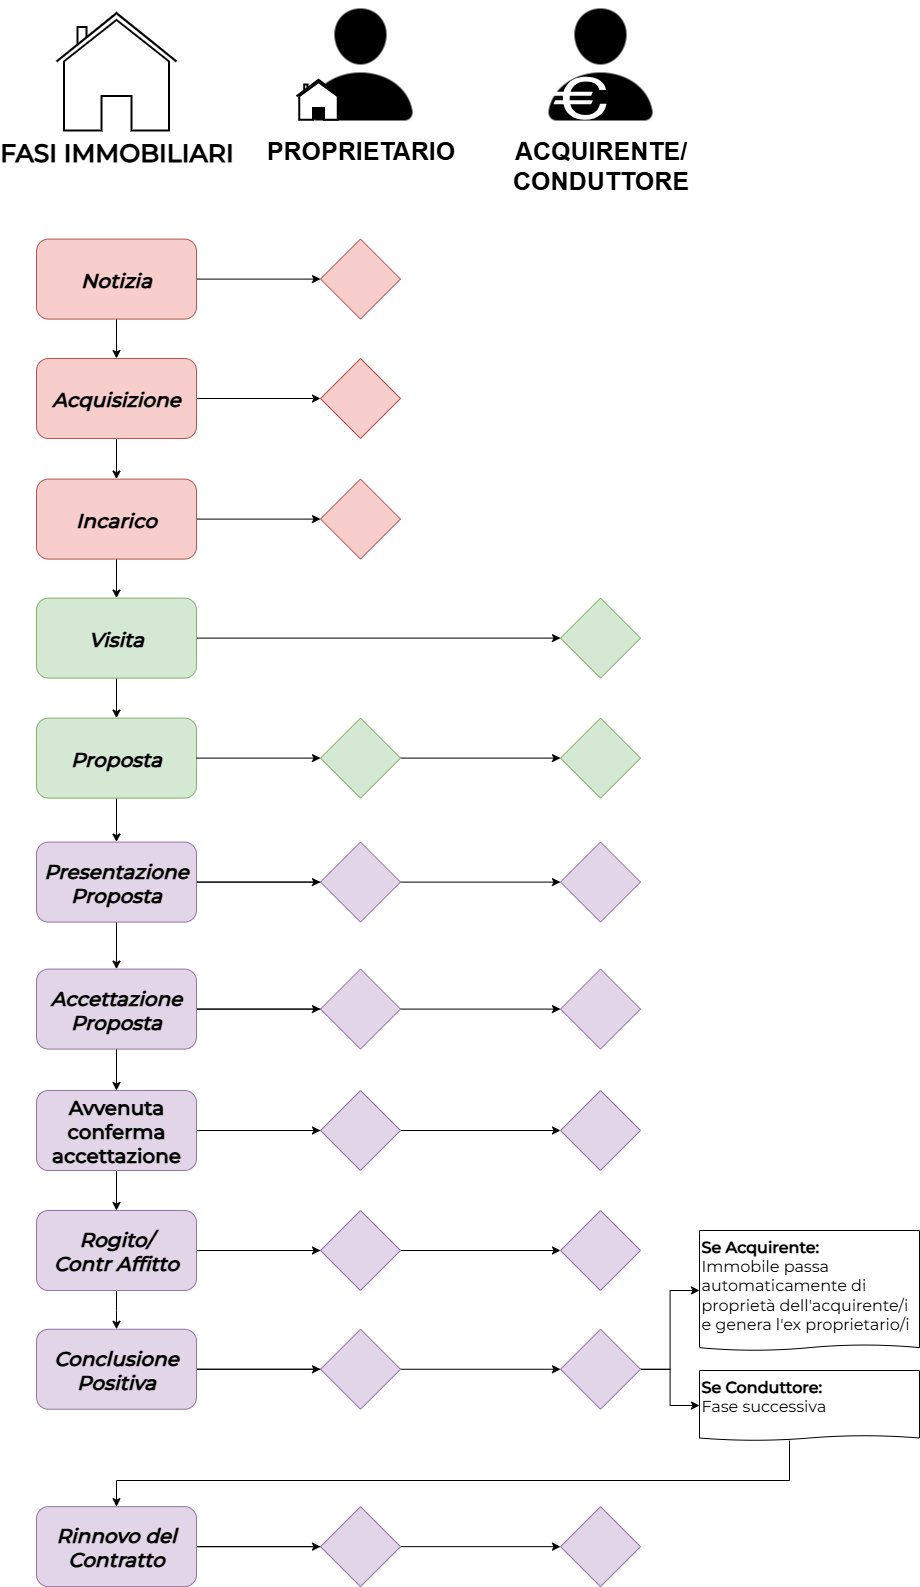 FASI IMMOBILIARI
PROPRIETARIO
ACQUIRENTE/
CONDUTTORE
Notizia
Acquisizione
Incarico
Visita
Proposta
Presentazione
Proposta
Accettazione
Proposta
Avvenuta
conferma
accettazione
Rogito/
Contr Affitto
Se Acquirente:
Immobile passa
automaticamente di
proprietà dell'acquirente/i
e genera l'ex proprietario/i
Conclusione
Positiva
Se Conduttore:
Fase successiva
Rinnovo del
Contratto